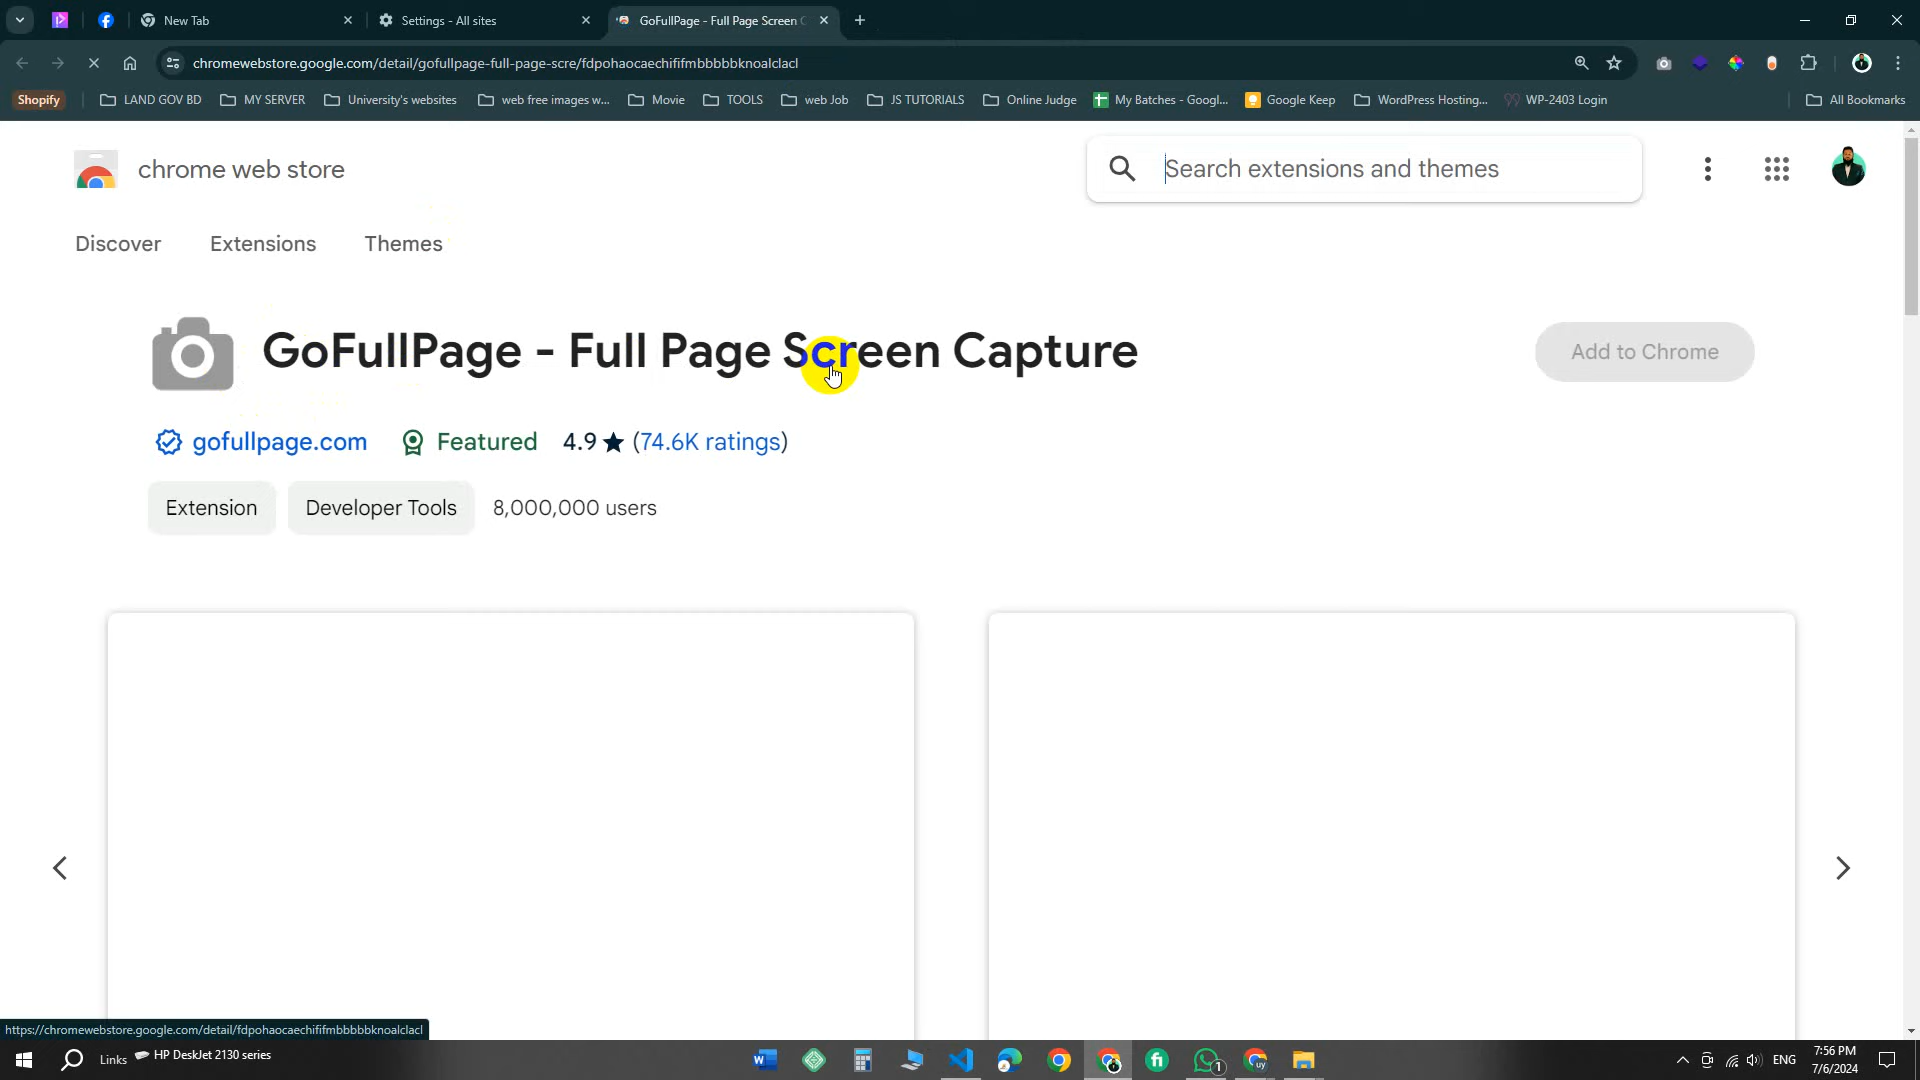 New Tab
Settings - All sites
GoFullPage - Full Page Screen C
chromewebstore.google.com/detail/gofullpage-full-page-scre/fdpohaocaechififmbbbbbknoalclacl
Shopify
LAND GOV BD
MY SERVER
University's websites
web free images w...
Movie
TOOLS
web Job
JS TUTORIALS
Online Judge
My Batches - Googl...
Google Keep
WordPress Hosting...
WP-2403 Login
All Bookmarks
chrome web store
Search extensions and themes
Discover
Extensions
Themes
GoFullPage - Full Page Screen Capture
Add to Chrome
gofullpage.com
Featured
4.9★ (74.6K ratings)
Extension
Developer Tools
8,000,000 users
https://chromewebstore.google.com/detail/fdpohaocaechififmbbbbbknoalclacl
Links
HP DeskJet 2130 series
uy
1
ENG
7:56 PM
7/6/2024